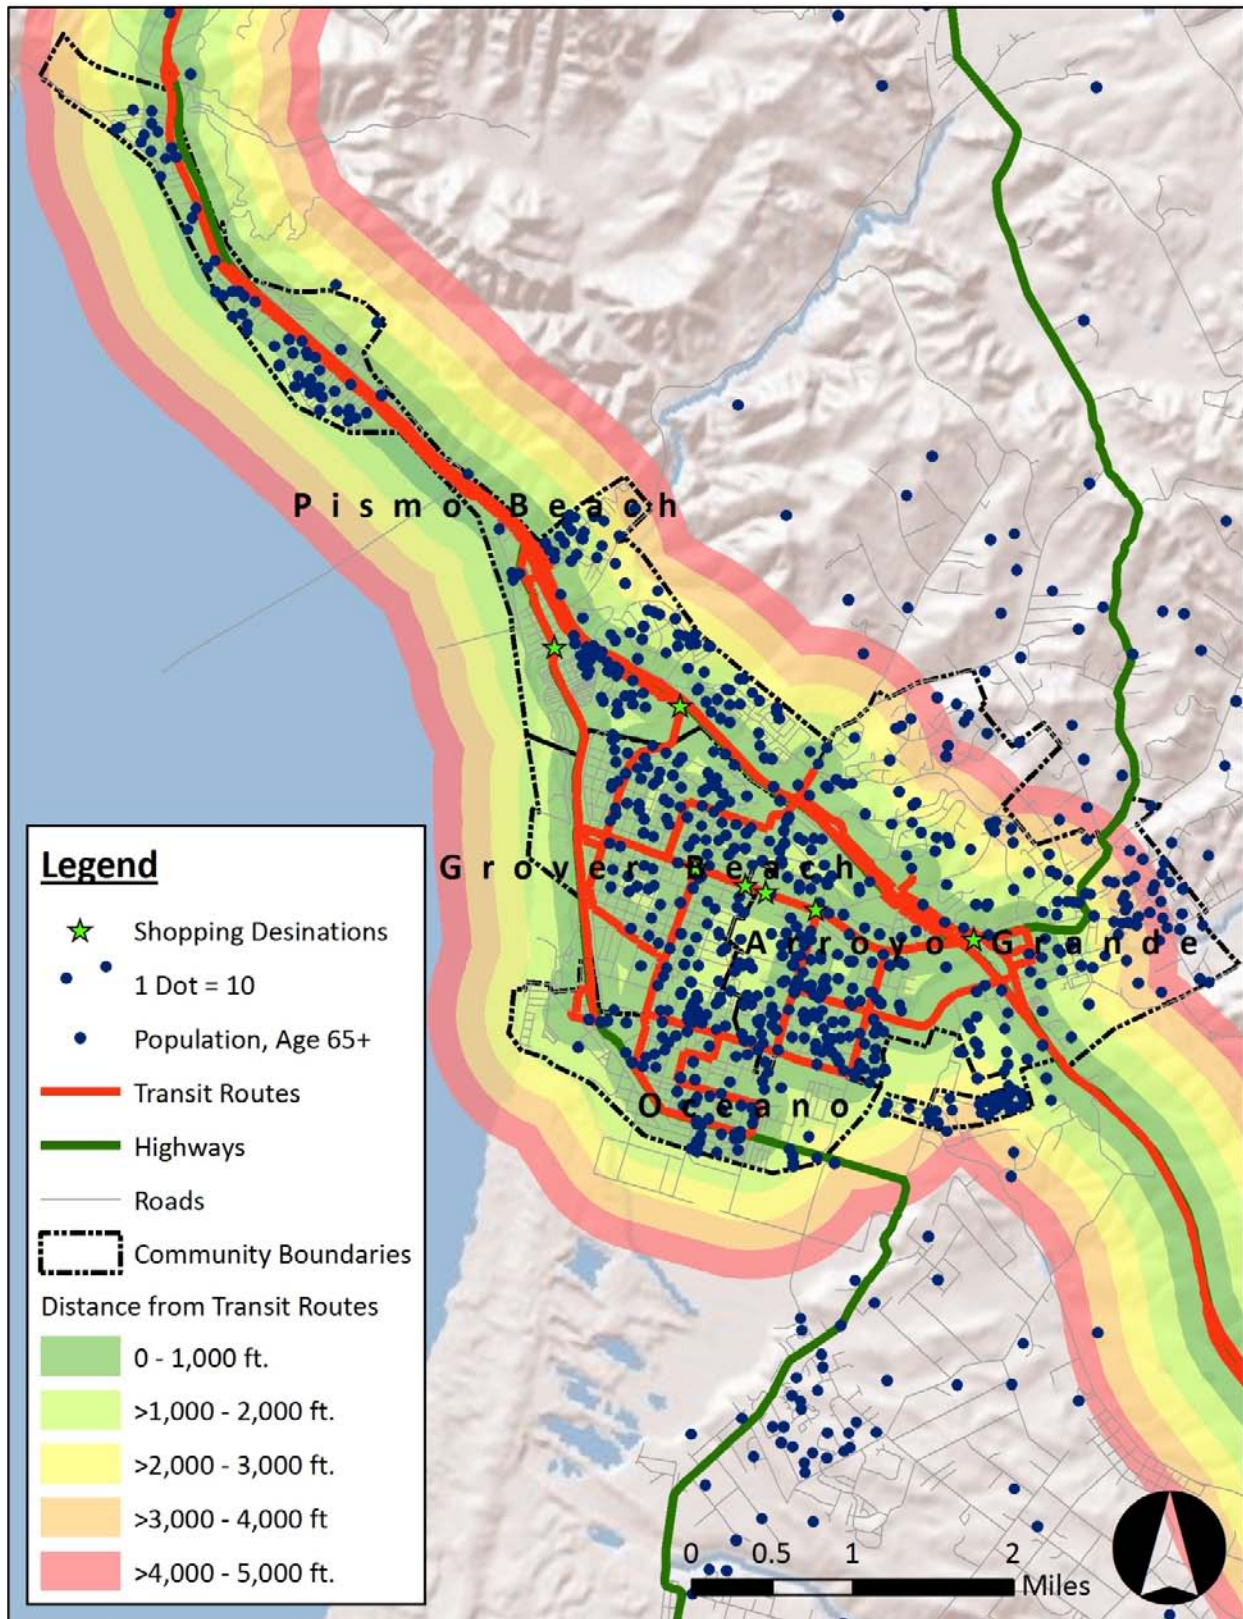 Pismo Beach
Grover Beach
Arroyo Grande
Oceano
Legend
Shopping Desinations
1 Dot = 10
Population, Age 65+
Transit Routes
Highways
Roads
Community Boundaries
Distance from Transit Routes
0 - 1,000 ft.
>1,000 - 2,000 ft.
>2,000 - 3,000 ft.
>3,000 - 4,000 ft
>4,000 - 5,000 ft.
0 0.5 1 2
Miles